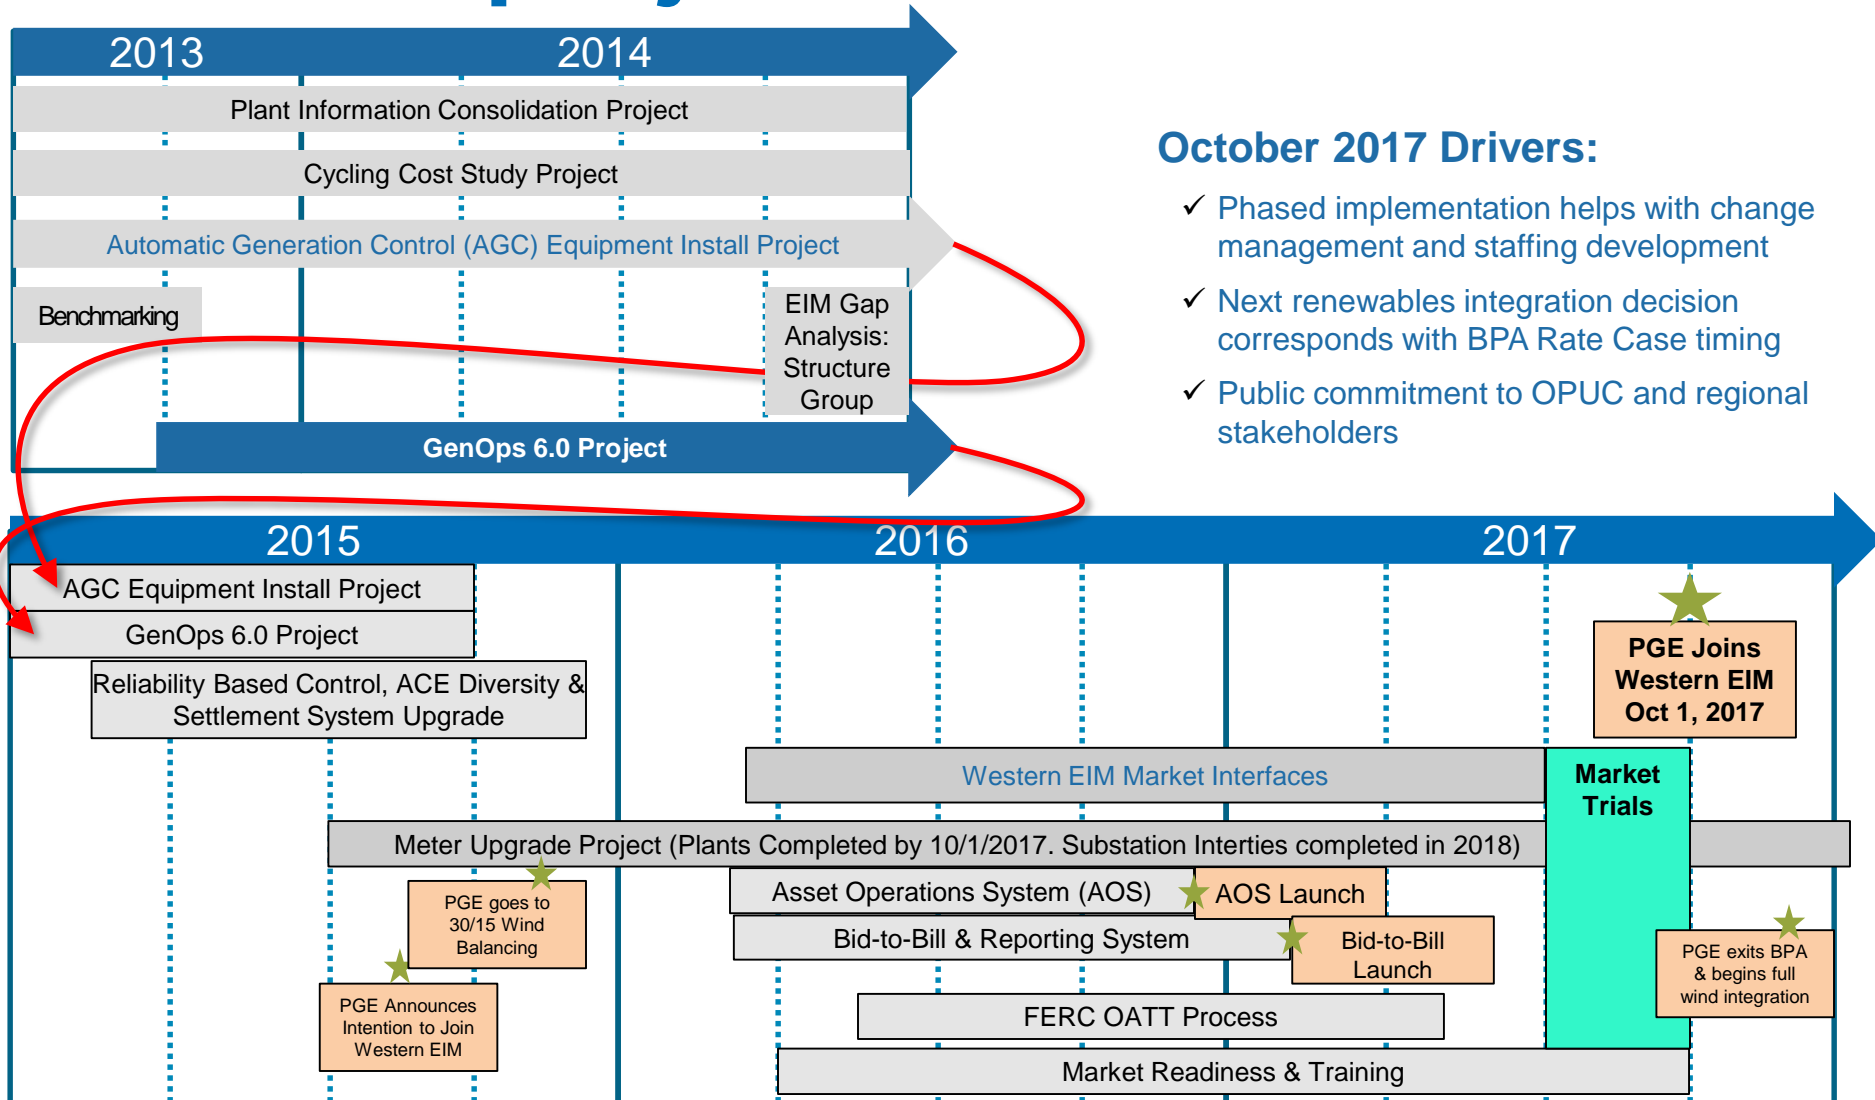 2013
2014
Plant Information Consolidation Project
Cycling Cost Study Project
Automatic Generation Control (AGC) Equipment Install Project
Benchmarking
EIM Gap
Analysis:
Structure
Group
GenOps 6.0 Project
October 2017 Drivers:
✓ Phased implementation helps with change
management and staffing development
✓ Next renewables integration decision
corresponds with BPA Rate Case timing
✓ Public commitment to OPUC and regional
stakeholders
2015
2016
2017
AGC Equipment Install Project
GenOps 6.0 Project
Reliability Based Control, ACE Diversity &
Settlement System Upgrade
PGE Joins
Western EIM
Oct 1, 2017
Western EIM Market Interfaces
Market
Trials
Meter Upgrade Project (Plants Completed by 10/1/2017. Substation Interties completed in 2018)
PGE goes to
30/15 Wind
Balancing
Asset Operations System (AOS)
AOS Launch
Bid-to-Bill & Reporting System
Bid-to-Bill
Launch
PGE exits BPA
& begins full
wind integration
PGE Announces
Intention to Join
Western EIM
FERC OATT Process
Market Readiness & Training